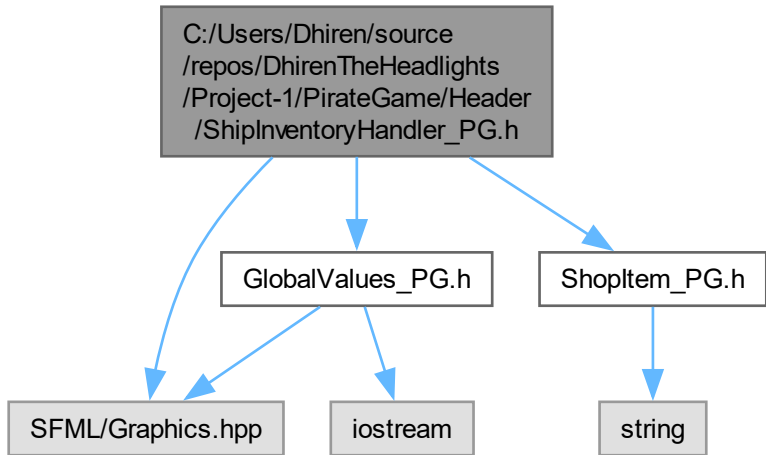 C:/Users/Dhiren/source
/repos/DhirenTheHeadlights
/Project-1/PirateGame/Header
/ShipInventoryHandler_PG.h
GlobalValues_PG.h
ShopItem_PG.h
SFML/Graphics.hpp
iostream
string